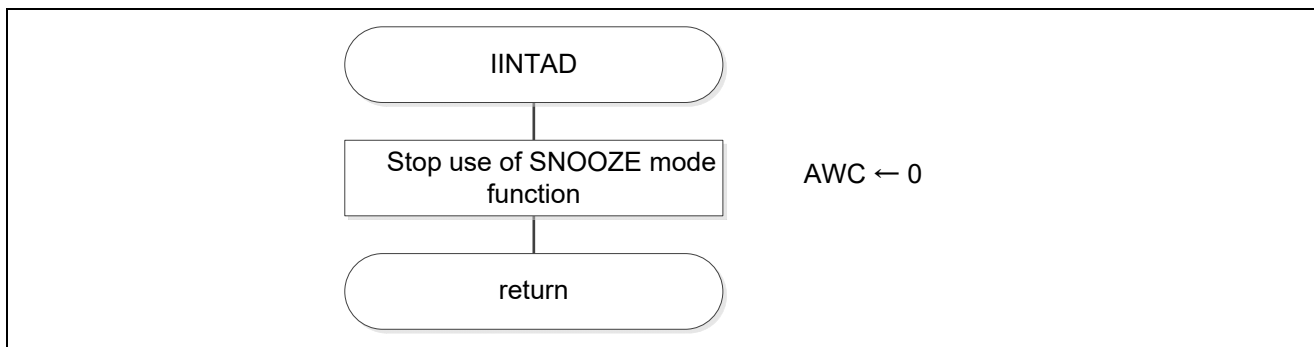 IINTAD
Stop use of SNOOZE mode
function
AWC ← 0
return